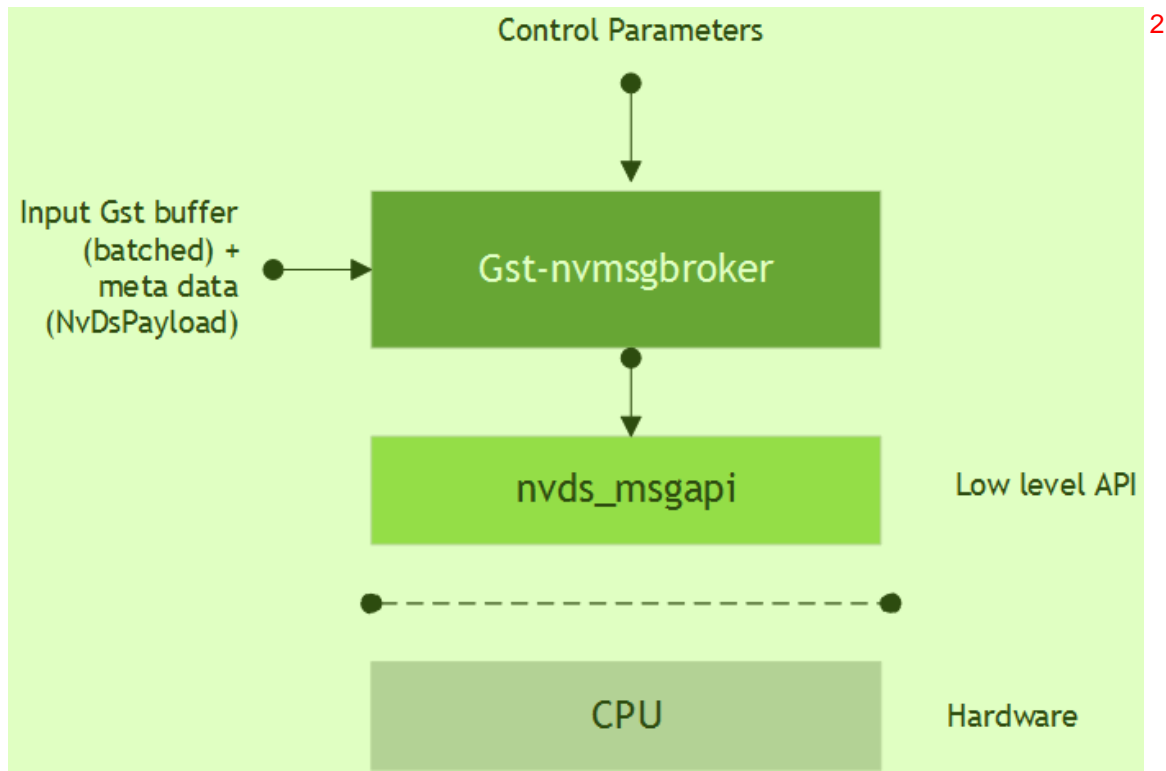 Control Parameters
2
Input Gst buffer
(batched) +
meta data
(NvDsPayload)
Gst-nvmsgbroker
nvds_msgapi
Low level API
CPU
Hardware